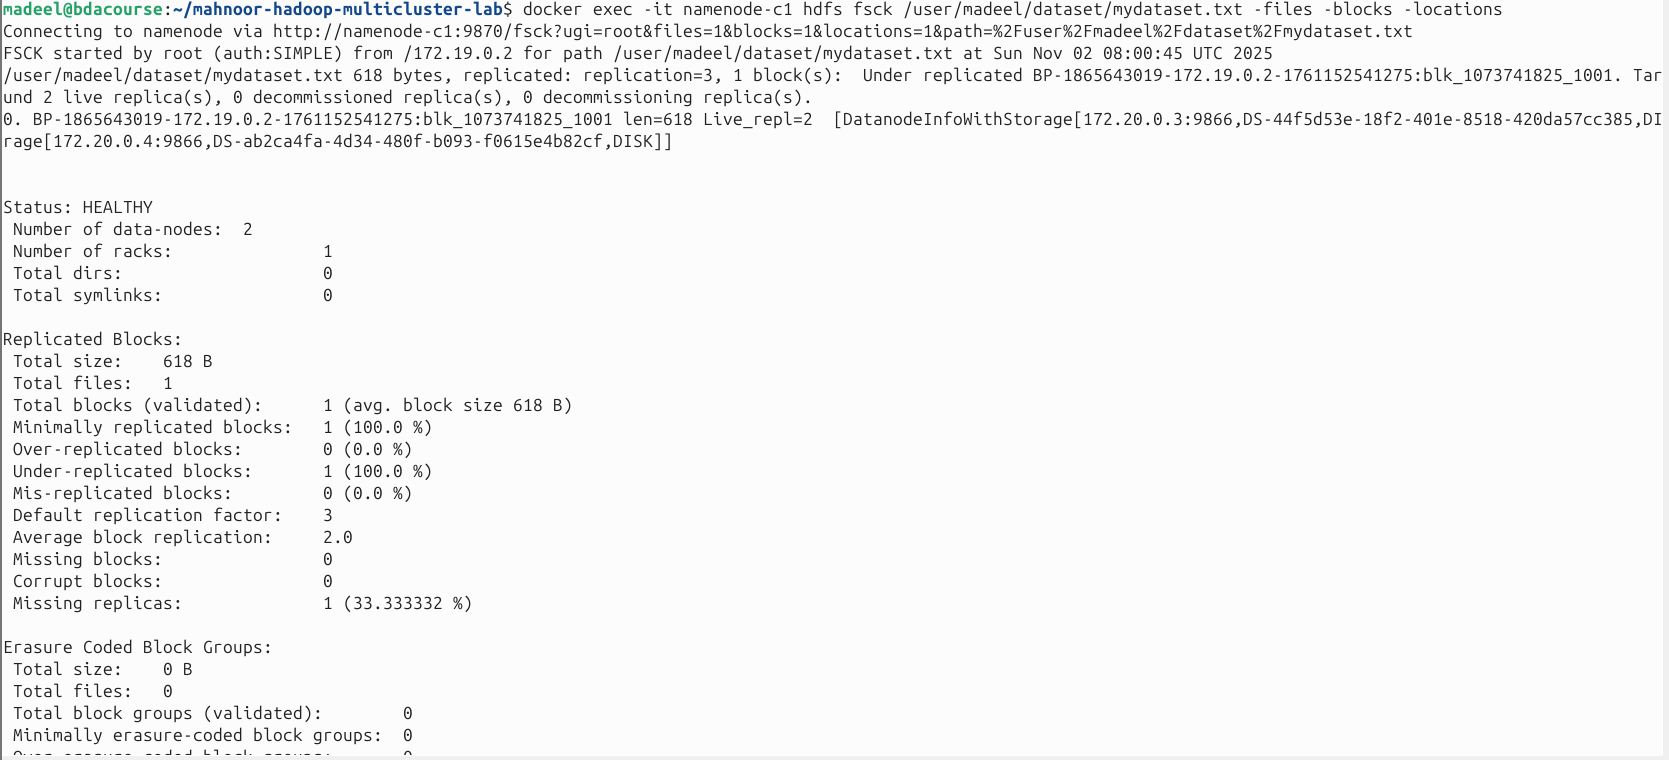 madeel@bdacourse:~/mahnoor-hadoop-multicluster-lab$ docker exec -it namenode-c1 hdfs fsck /user/madeel/dataset/mydataset.txt -files -blocks -locations
Connecting to namenode via http://namenode-c1:9870/fsck?ugi=root&files=1&blocks=1&locations=1&path=%2Fuser%2Fmadeel%2Fdataset%2Fmydataset.txt
FSCK started by root (auth:SIMPLE) from /172.19.0.2 for path /user/madeel/dataset/mydataset.txt at Sun Nov 02 08:00:45 UTC 2025
/user/madeel/dataset/mydataset.txt 618 bytes, replicated: replication=3, 1 block(s):  Under replicated BP-1865643019-172.19.0.2-1761152541275:blk_1073741825_1001. Tar
und 2 live replica(s), 0 decommissioned replica(s), 0 decommissioning replica(s).
0. BP-1865643019-172.19.0.2-1761152541275:blk_1073741825_1001 len=618 Live_repl=2  [DatanodeInfoWithStorage[172.20.0.3:9866,DS-44f5d53e-18f2-401e-8518-420da57cc385,DI
rage[172.20.0.4:9866,DS-ab2ca4fa-4d34-480f-b093-f0615e4b82cf,DISK]]
Status: HEALTHY
Number of data-nodes:  2
Number of racks:               1
Total dirs:                    0
Total symlinks:                0
Replicated Blocks:
Total size:    618 B
Total files:   1
Total blocks (validated):      1 (avg. block size 618 B)
Minimally replicated blocks:   1 (100.0 %)
Over-replicated blocks:        0 (0.0 %)
Under-replicated blocks:       1 (100.0 %)
Mis-replicated blocks:         0 (0.0 %)
Default replication factor:    3
Average block replication:     2.0
Missing blocks:                0
Corrupt blocks:                0
Missing replicas:              1 (33.333332 %)
Erasure Coded Block Groups:
Total size:    0 B
Total files:   0
Total block groups (validated):        0
Minimally erasure-coded block groups:  0